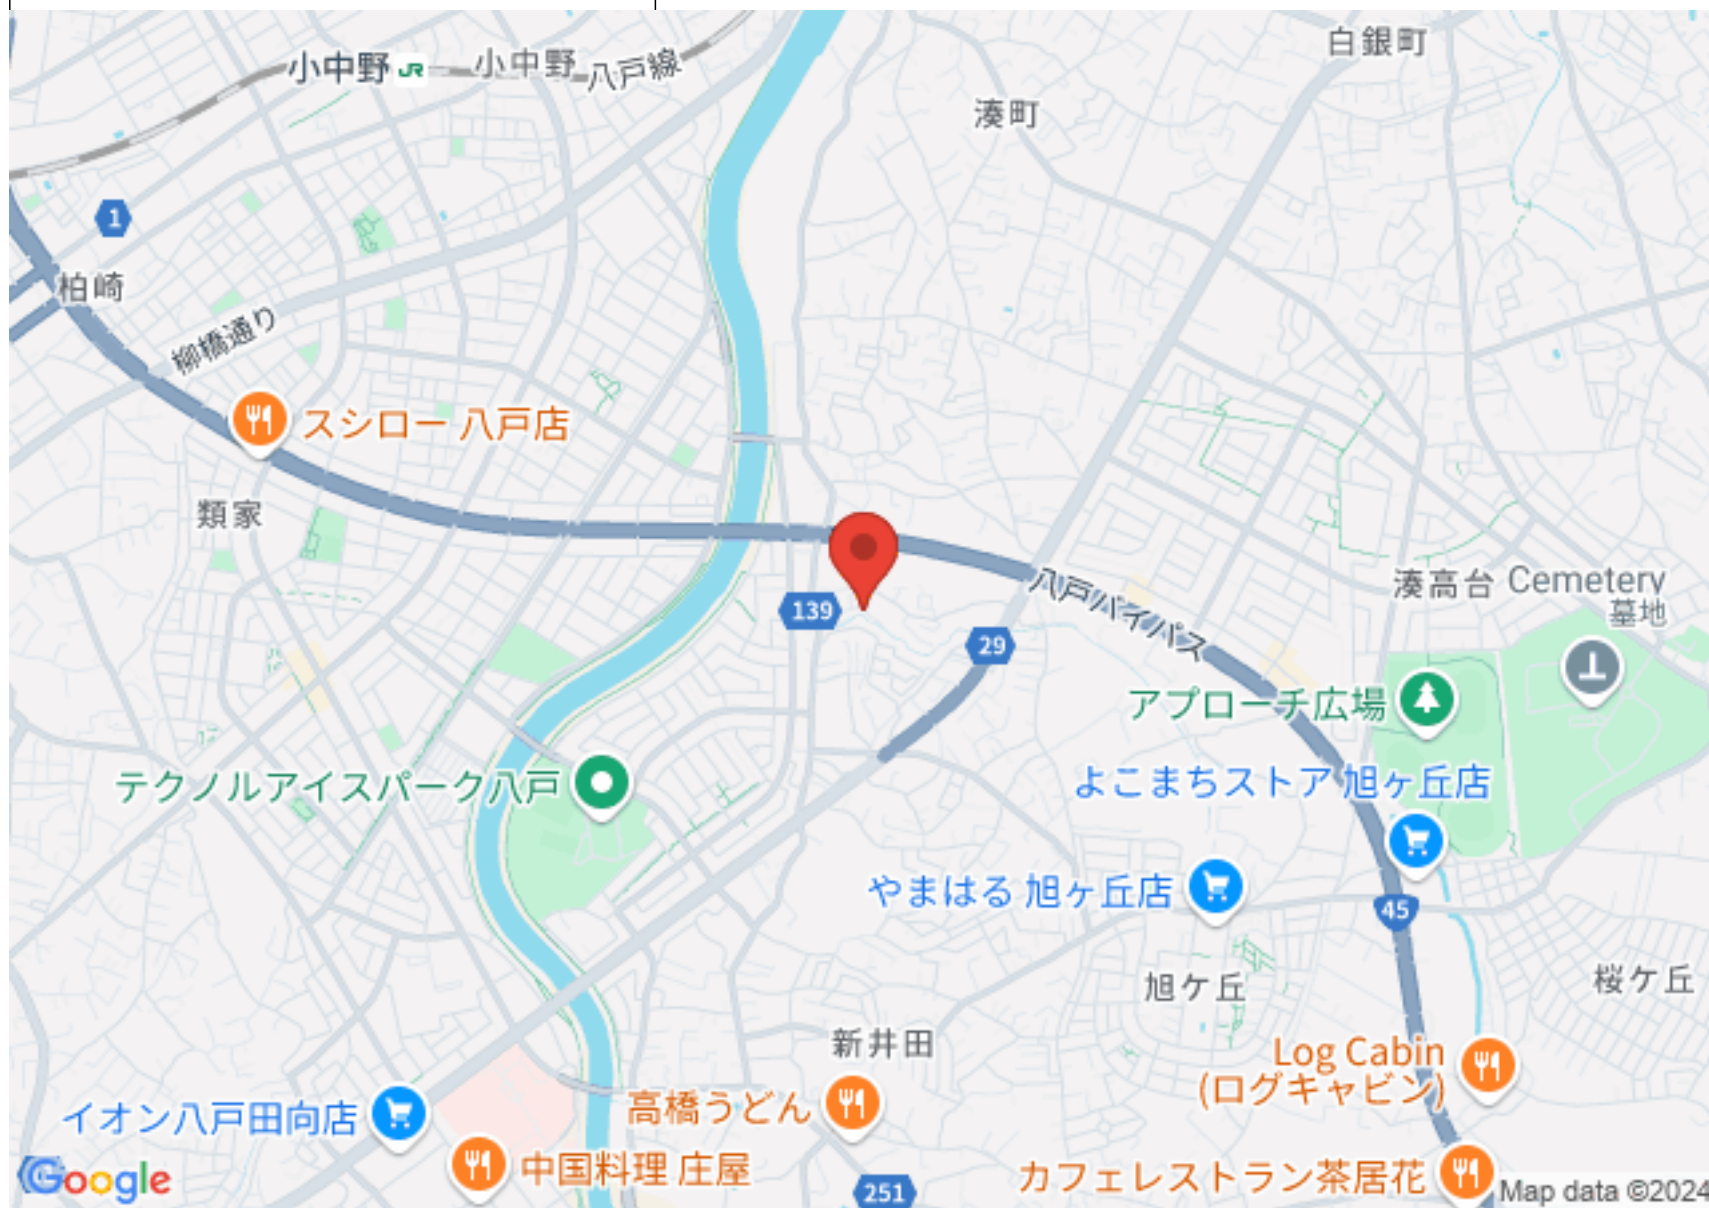 白銀町
小中野
小中野
八戸線
湊町
1
柏崎
柳橋通り
スシロー 八戸店
類家
139
29
八戸バイパス
湊高台
Cemetery
墓地
アプローチ広場
テクノルアイスパーク八戸
よこまちストア 旭ヶ丘店
やまはる 旭ヶ丘店
45
旭ケ丘
桜ケ丘
新井田
Log Cabin
(ログキャビン)
イオン八戸田向店
高橋うどん
中国料理 庄屋
カフェレストラン茶居花
251
Google
Map data ©2024